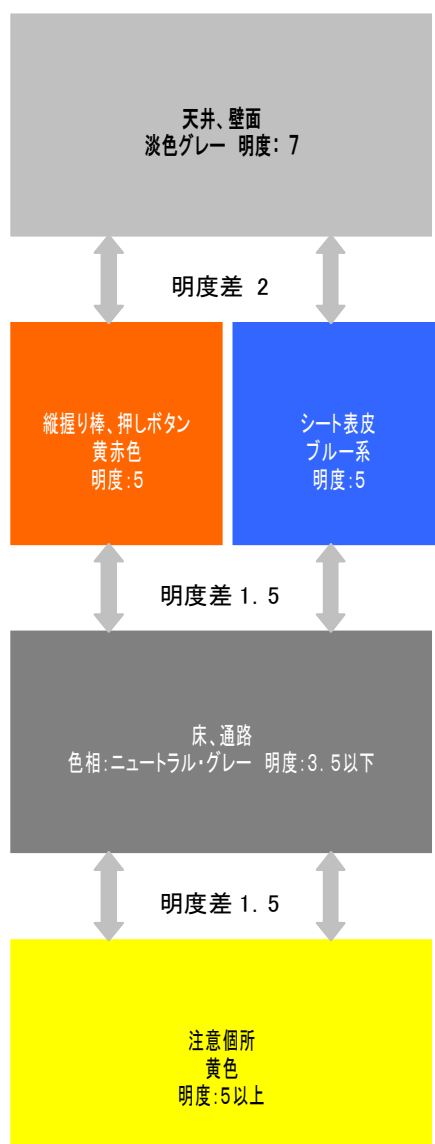 天井、壁面
淡色グレー 明度：7
明度差 2
縦握り棒、押しボタン
黄赤色
明度：5
シート表皮
ブルー系
明度：5
明度差 1．5
床、通路
色相：ニュートラル・グレー 明度：3．5以下
明度差 1．5
注意個所
黄色
明度：5以上